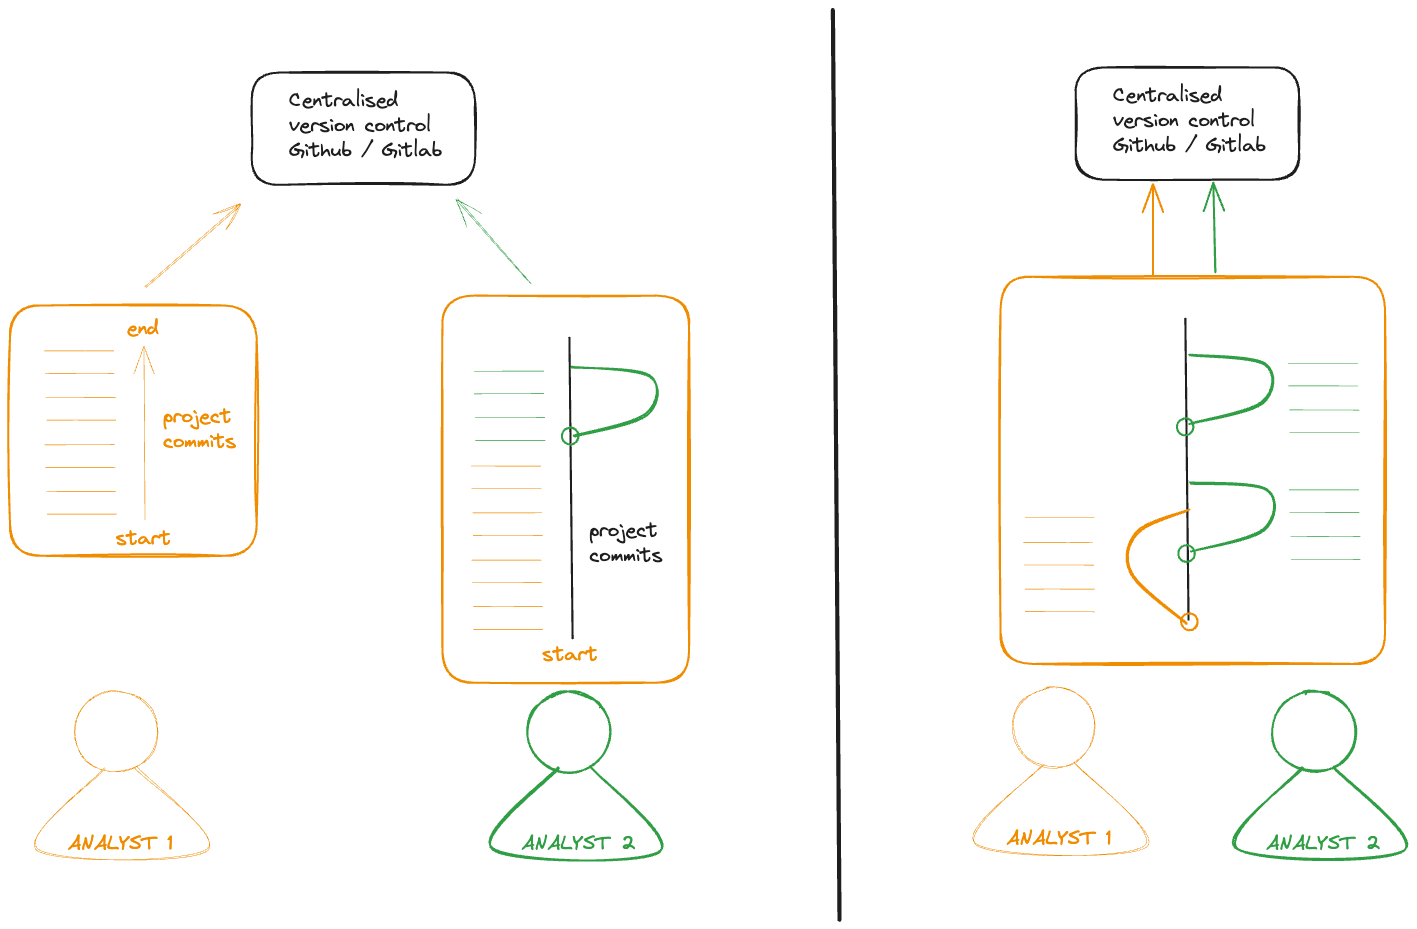 Centralised
version control
Github / Gitlab
end
project
commits
start
project
commits
start
ANALYST 1
ANALYST 2
Centralised
version control
Github / Gitlab
ANALYST 1
ANALYST 2